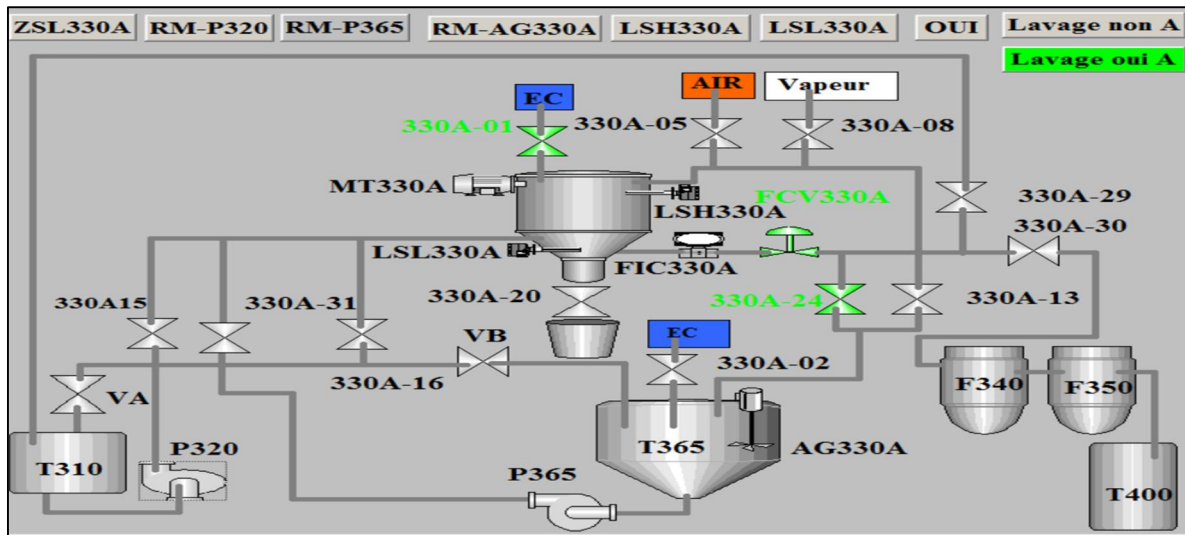 ZSL330A RM-P320 RM-P365 RM-AG330A LSH330A LSL330A OUI Lavage non A
Lavage oui A
EC AIR Vapeur
330A-01 330A-05 330A-08
MT330A
LSH330A FCV330A 330A-29
330A-30
LSL330A FIC330A
330A15 330A-31 330A-20 330A-24 330A-13
VB EC
330A-16 330A-02
VA F340 F350
T310 P320 T365 AG330A
P365 T400